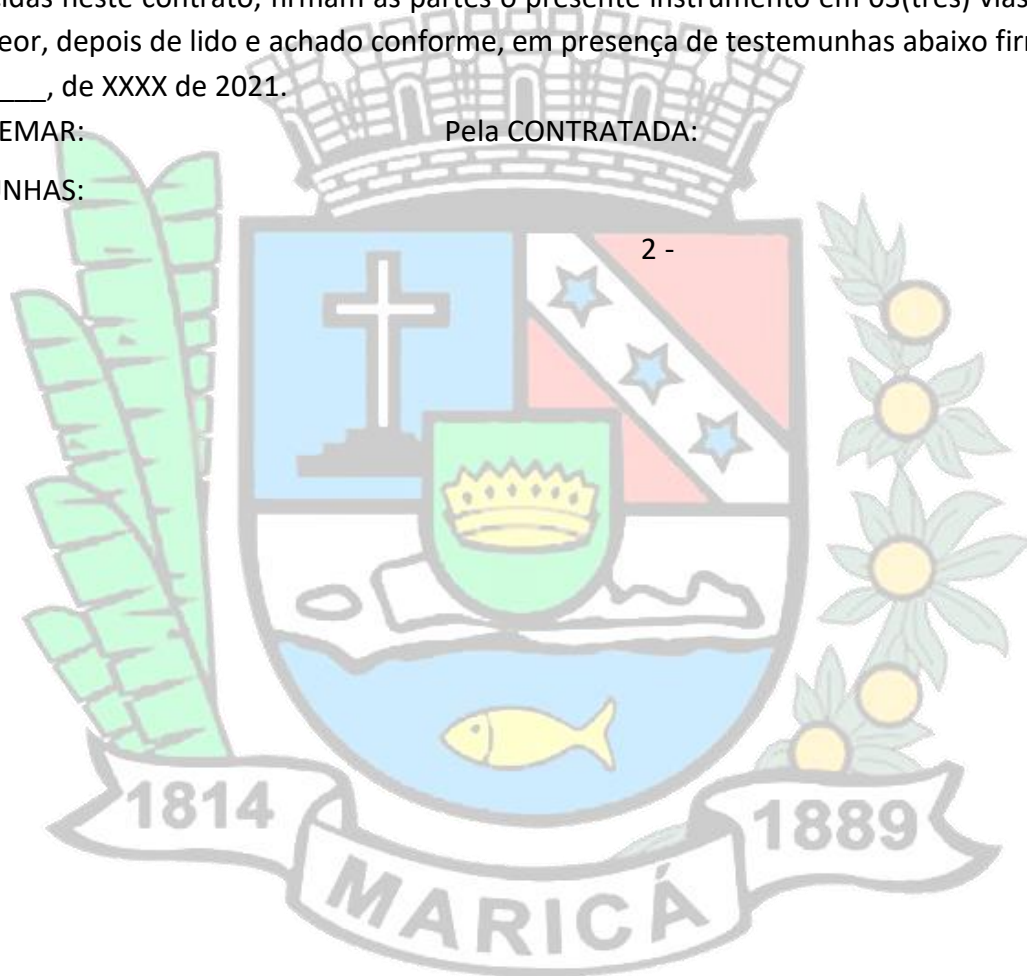 cidas neste contrato, firmam as partes o presente instrumento em 03(três) vias
eor, depois de lido e achado conforme, em presença de testemunhas abaixo fir
___, de XXXX de 2021.
EMAR: Pela CONTRATADA:
NHAS:
2 -
1814
1889
MARICÁ